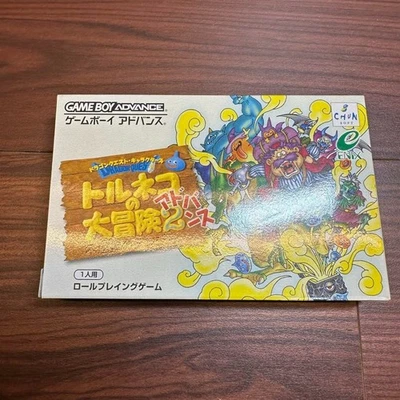 GAME BOY ADVANCE
ゲームボーイ アドバンス
ドラゴンクエスト・キャラクターズ
トルネコの
大冒険2
アドバンス
1人用
ロールプレイングゲーム
CHUN
SOFT
ENIX